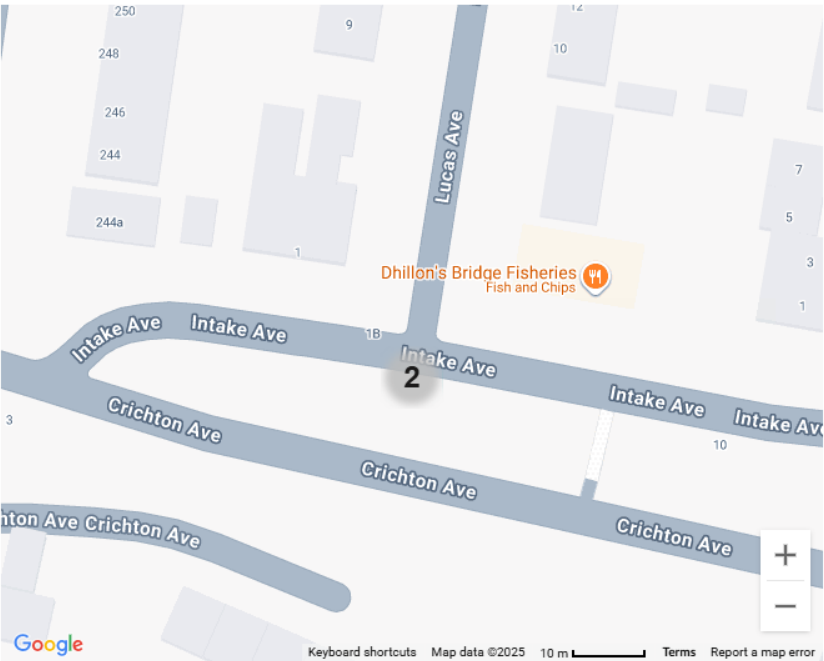 250
9
12
248
10
246
Lucas Ave
244
7
244a
5
1
3
Dhillon's Bridge Fisheries
Fish and Chips
1
Intake Ave
Intake Ave
1B
Intake Ave
2
Intake Ave
Intake Ave
3
Crichton Ave
10
Crichton Ave
hton Ave Crichton Ave
Crichton Ave
+
−
Google
Keyboard shortcuts Map data ©2025 10 m Terms Report a map error